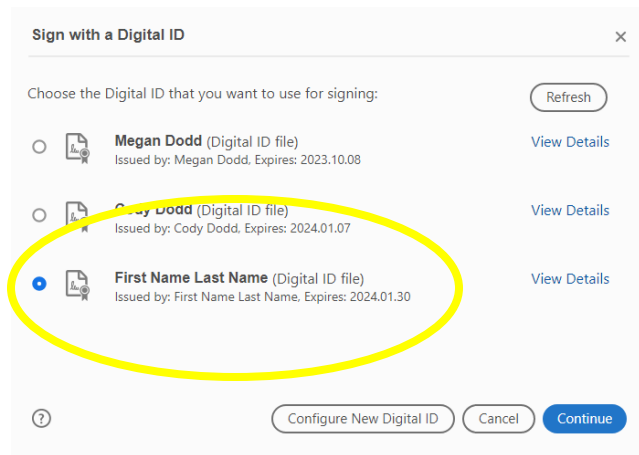 Sign with a Digital ID
Choose the Digital ID that you want to use for signing:
Refresh
Megan Dodd (Digital ID file)
View Details
Issued by: Megan Dodd, Expires: 2023.10.08
Cody Dodd (Digital ID file)
View Details
Issued by: Cody Dodd, Expires: 2024.01.07
First Name Last Name (Digital ID file)
View Details
Issued by: First Name Last Name, Expires: 2024.01.30
?
Configure New Digital ID
Cancel
Continue